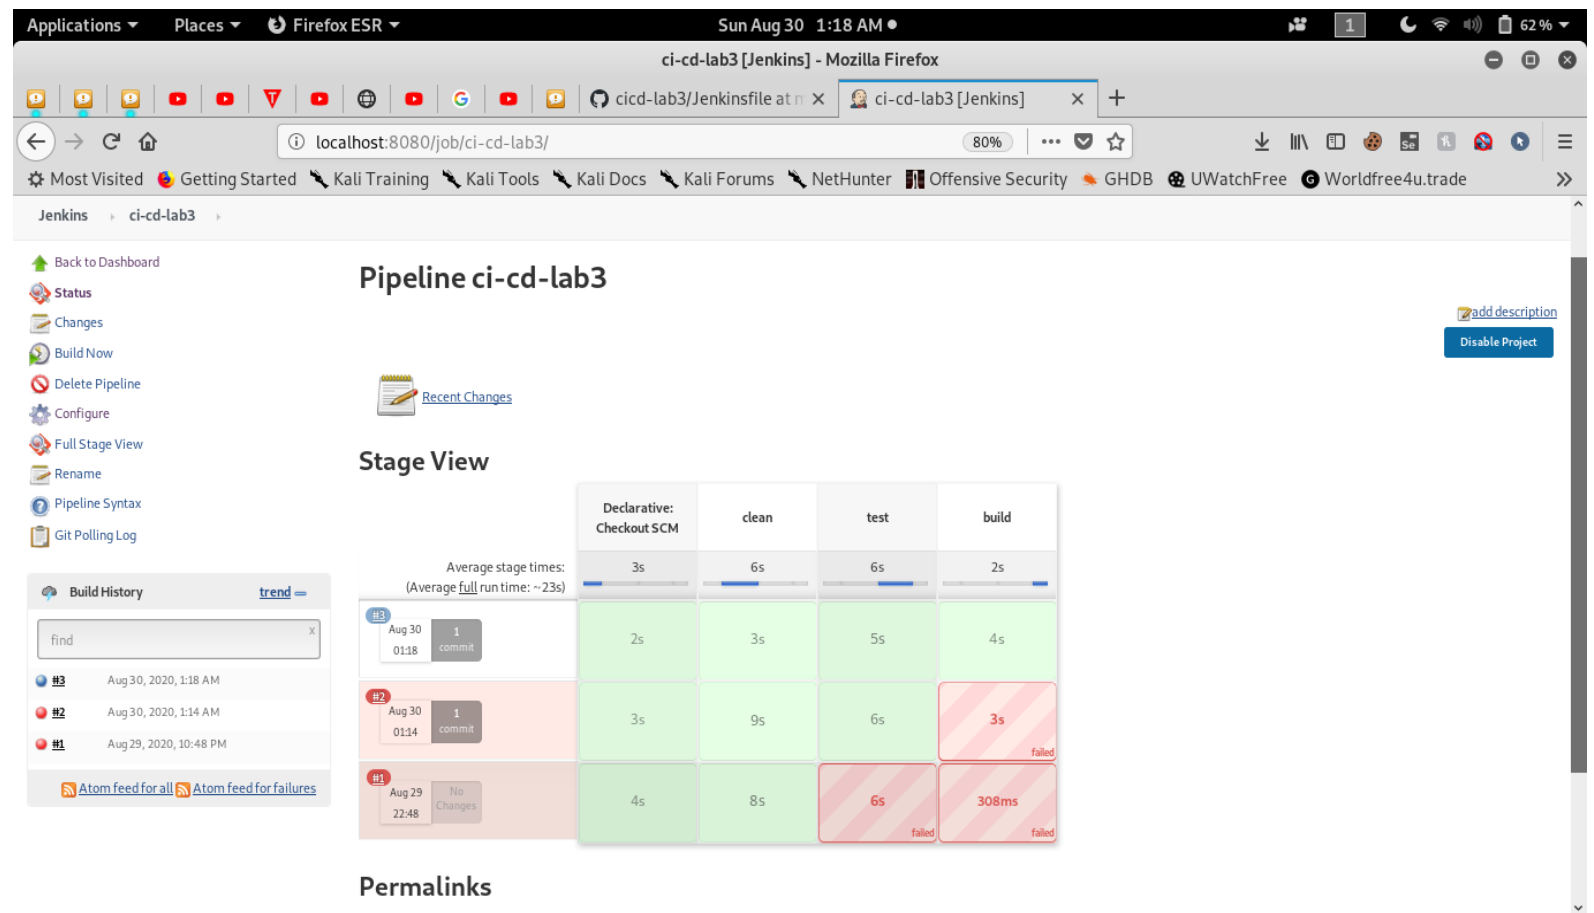 Applications Places Firefox ESR Sun Aug 30 1:18 AM 1 62 %
ci-cd-lab3 [Jenkins] - Mozilla Firefox
cicd-lab3/Jenkinsfile at ci-cd-lab3 [Jenkins]
localhost:8080/job/ci-cd-lab3/ 80%
Most Visited Getting Started Kali Training Kali Tools Kali Docs Kali Forums NetHunter Offensive Security GHDB UWatchFree Worldfree4u.trade
Jenkins ci-cd-lab3
Back to Dashboard
Status
Changes
Build Now
Delete Pipeline
Configure
Full Stage View
Rename
Pipeline Syntax
Git Polling Log
Build History trend
find x
#3 Aug 30, 2020, 1:18 AM
#2 Aug 30, 2020, 1:14 AM
#1 Aug 29, 2020, 10:48 PM
Atom feed for all Atom feed for failures
Pipeline ci-cd-lab3
add description
Disable Project
Recent Changes
Stage View
Declarative: Checkout SCM clean test build
Average stage times: 3s 6s 6s 2s
(Average full run time: ~23s)
#3
Aug 30 01:18 1 commit 2s 3s 5s 4s
#2
Aug 30 01:14 1 commit 3s 9s 6s 3s failed
#1
Aug 29 22:48 No Changes 4s 8s 6s failed 308ms failed
Permalinks